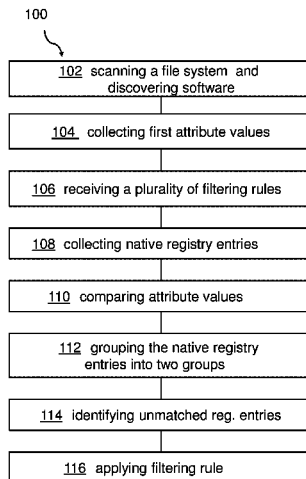 100
102 scanning a file system and
discovering software
104 collecting first attribute values
106 receiving a plurality of filtering rules
108 collecting native registry entries
110 comparing attribute values
112 grouping the native registry
entries into two groups
114 identifying unmatched reg. entries
116 applying filtering rule